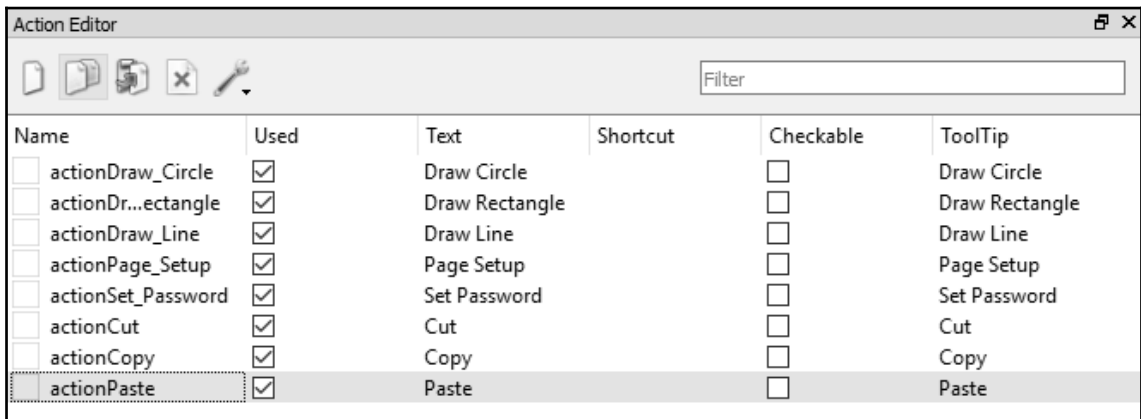 Action Editor
Filter
Name Used Text Shortcut Checkable ToolTip
actionDraw_Circle Draw Circle Draw Circle
actionDr...ectangle Draw Rectangle Draw Rectangle
actionDraw_Line Draw Line Draw Line
actionPage_Setup Page Setup Page Setup
actionSet_Password Set Password Set Password
actionCut Cut Cut
actionCopy Copy Copy
actionPaste Paste Paste